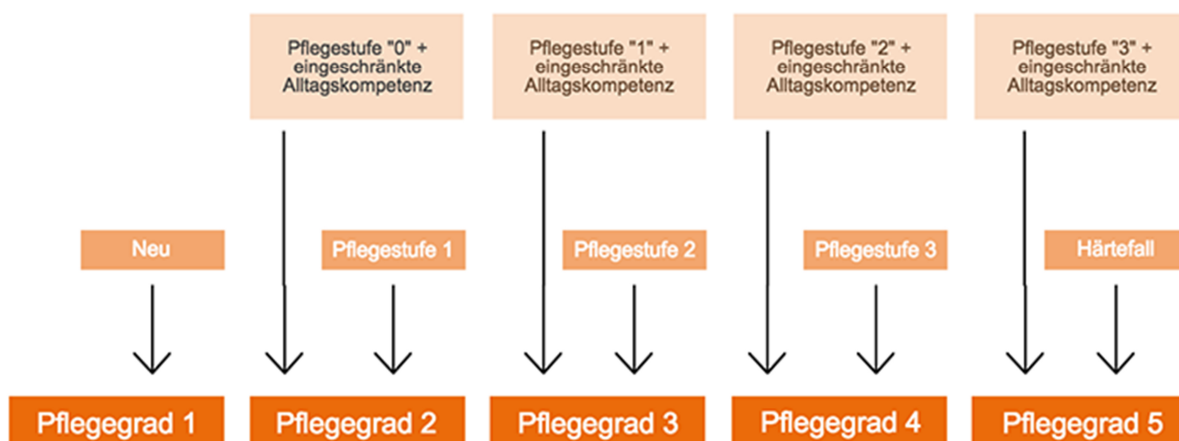 Pflegestufe "0" +
eingeschränkte
Alltagskompetenz
Pflegestufe "1" +
eingeschränkte
Alltagskompetenz
Pflegestufe "2" +
eingeschränkte
Alltagskompetenz
Pflegestufe "3" +
eingeschränkte
Alltagskompetenz
Neu
Pflegestufe 1
Pflegestufe 2
Pflegestufe 3
Härtefall
Pflegegrad 1
Pflegegrad 2
Pflegegrad 3
Pflegegrad 4
Pflegegrad 5